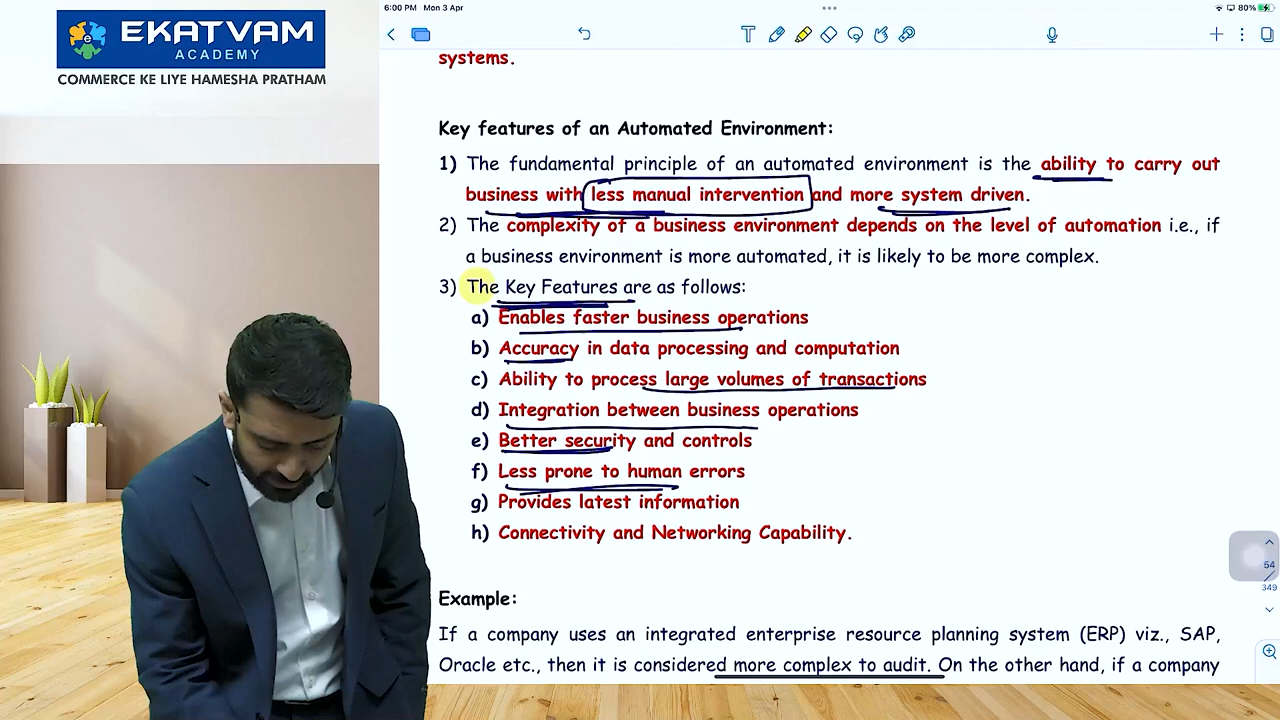 EKATVAM
ACADEMY
COMMERCE KE LIYE HAMESHA PRATHAM
6:00 PM Mon 3 Apr
80%
systems.
Key features of an Automated Environment:
1) The fundamental principle of an automated environment is the ability to carry out
business with less manual intervention and more system driven.
2) The complexity of a business environment depends on the level of automation i.e., if
a business environment is more automated, it is likely to be more complex.
3) The Key Features are as follows:
a) Enables faster business operations
b) Accuracy in data processing and computation
c) Ability to process large volumes of transactions
d) Integration between business operations
e) Better security and controls
f) Less prone to human errors
g) Provides latest information
h) Connectivity and Networking Capability.
54
349
Example:
If a company uses an integrated enterprise resource planning system (ERP) viz., SAP,
Oracle etc., then it is considered more complex to audit. On the other hand, if a company